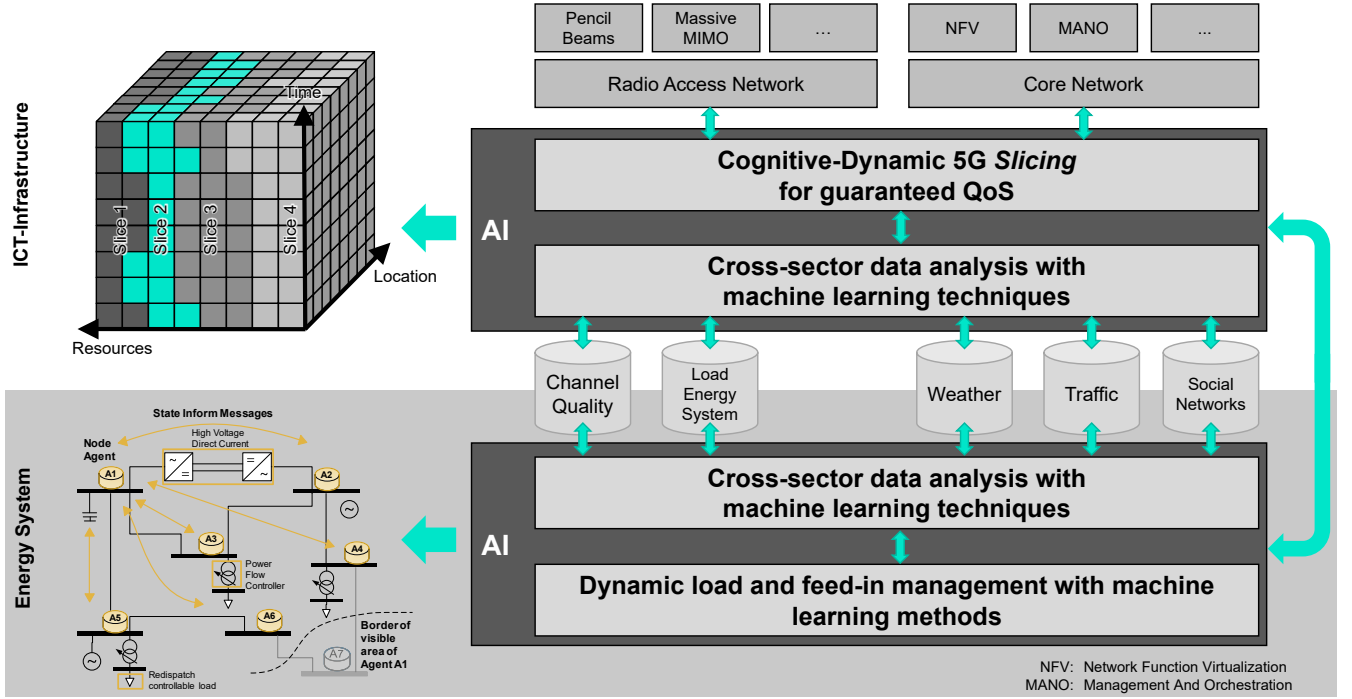 Pencil
Beams
Massive
MIMO
...
NFV
MANO
...
Radio Access Network
Core Network
ICT-Infrastructure
Time
Slice 1
Slice 2
Slice 3
Slice 4
Location
Resources
AI
Cognitive-Dynamic 5G Slicing
for guaranteed QoS
Cross-sector data analysis with
machine learning techniques
Channel
Quality
Load
Energy
System
Weather
Traffic
Social
Networks
Energy System
State Inform Messages
High Voltage
Direct Current
Node
Agent
A1
~
=
=
~
A2
~
A3
Power
Flow
Controller
A4
A5
~
A6
A7
Border of
visible
area of
Agent A1
Redispatch
controllable load
AI
Cross-sector data analysis with
machine learning techniques
Dynamic load and feed-in management with machine
learning methods
NFV: Network Function Virtualization
MANO: Management And Orchestration